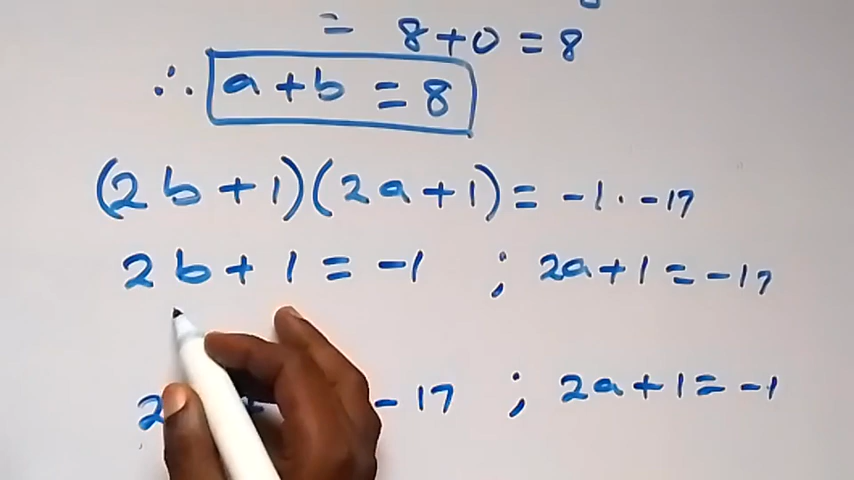 = 8+0 = 8
∴ a+b = 8
(2b+1)(2a+1) = -1·-17
2b+1 = -1 ; 2a+1 = -17
2 -17 ; 2a+1 = -1